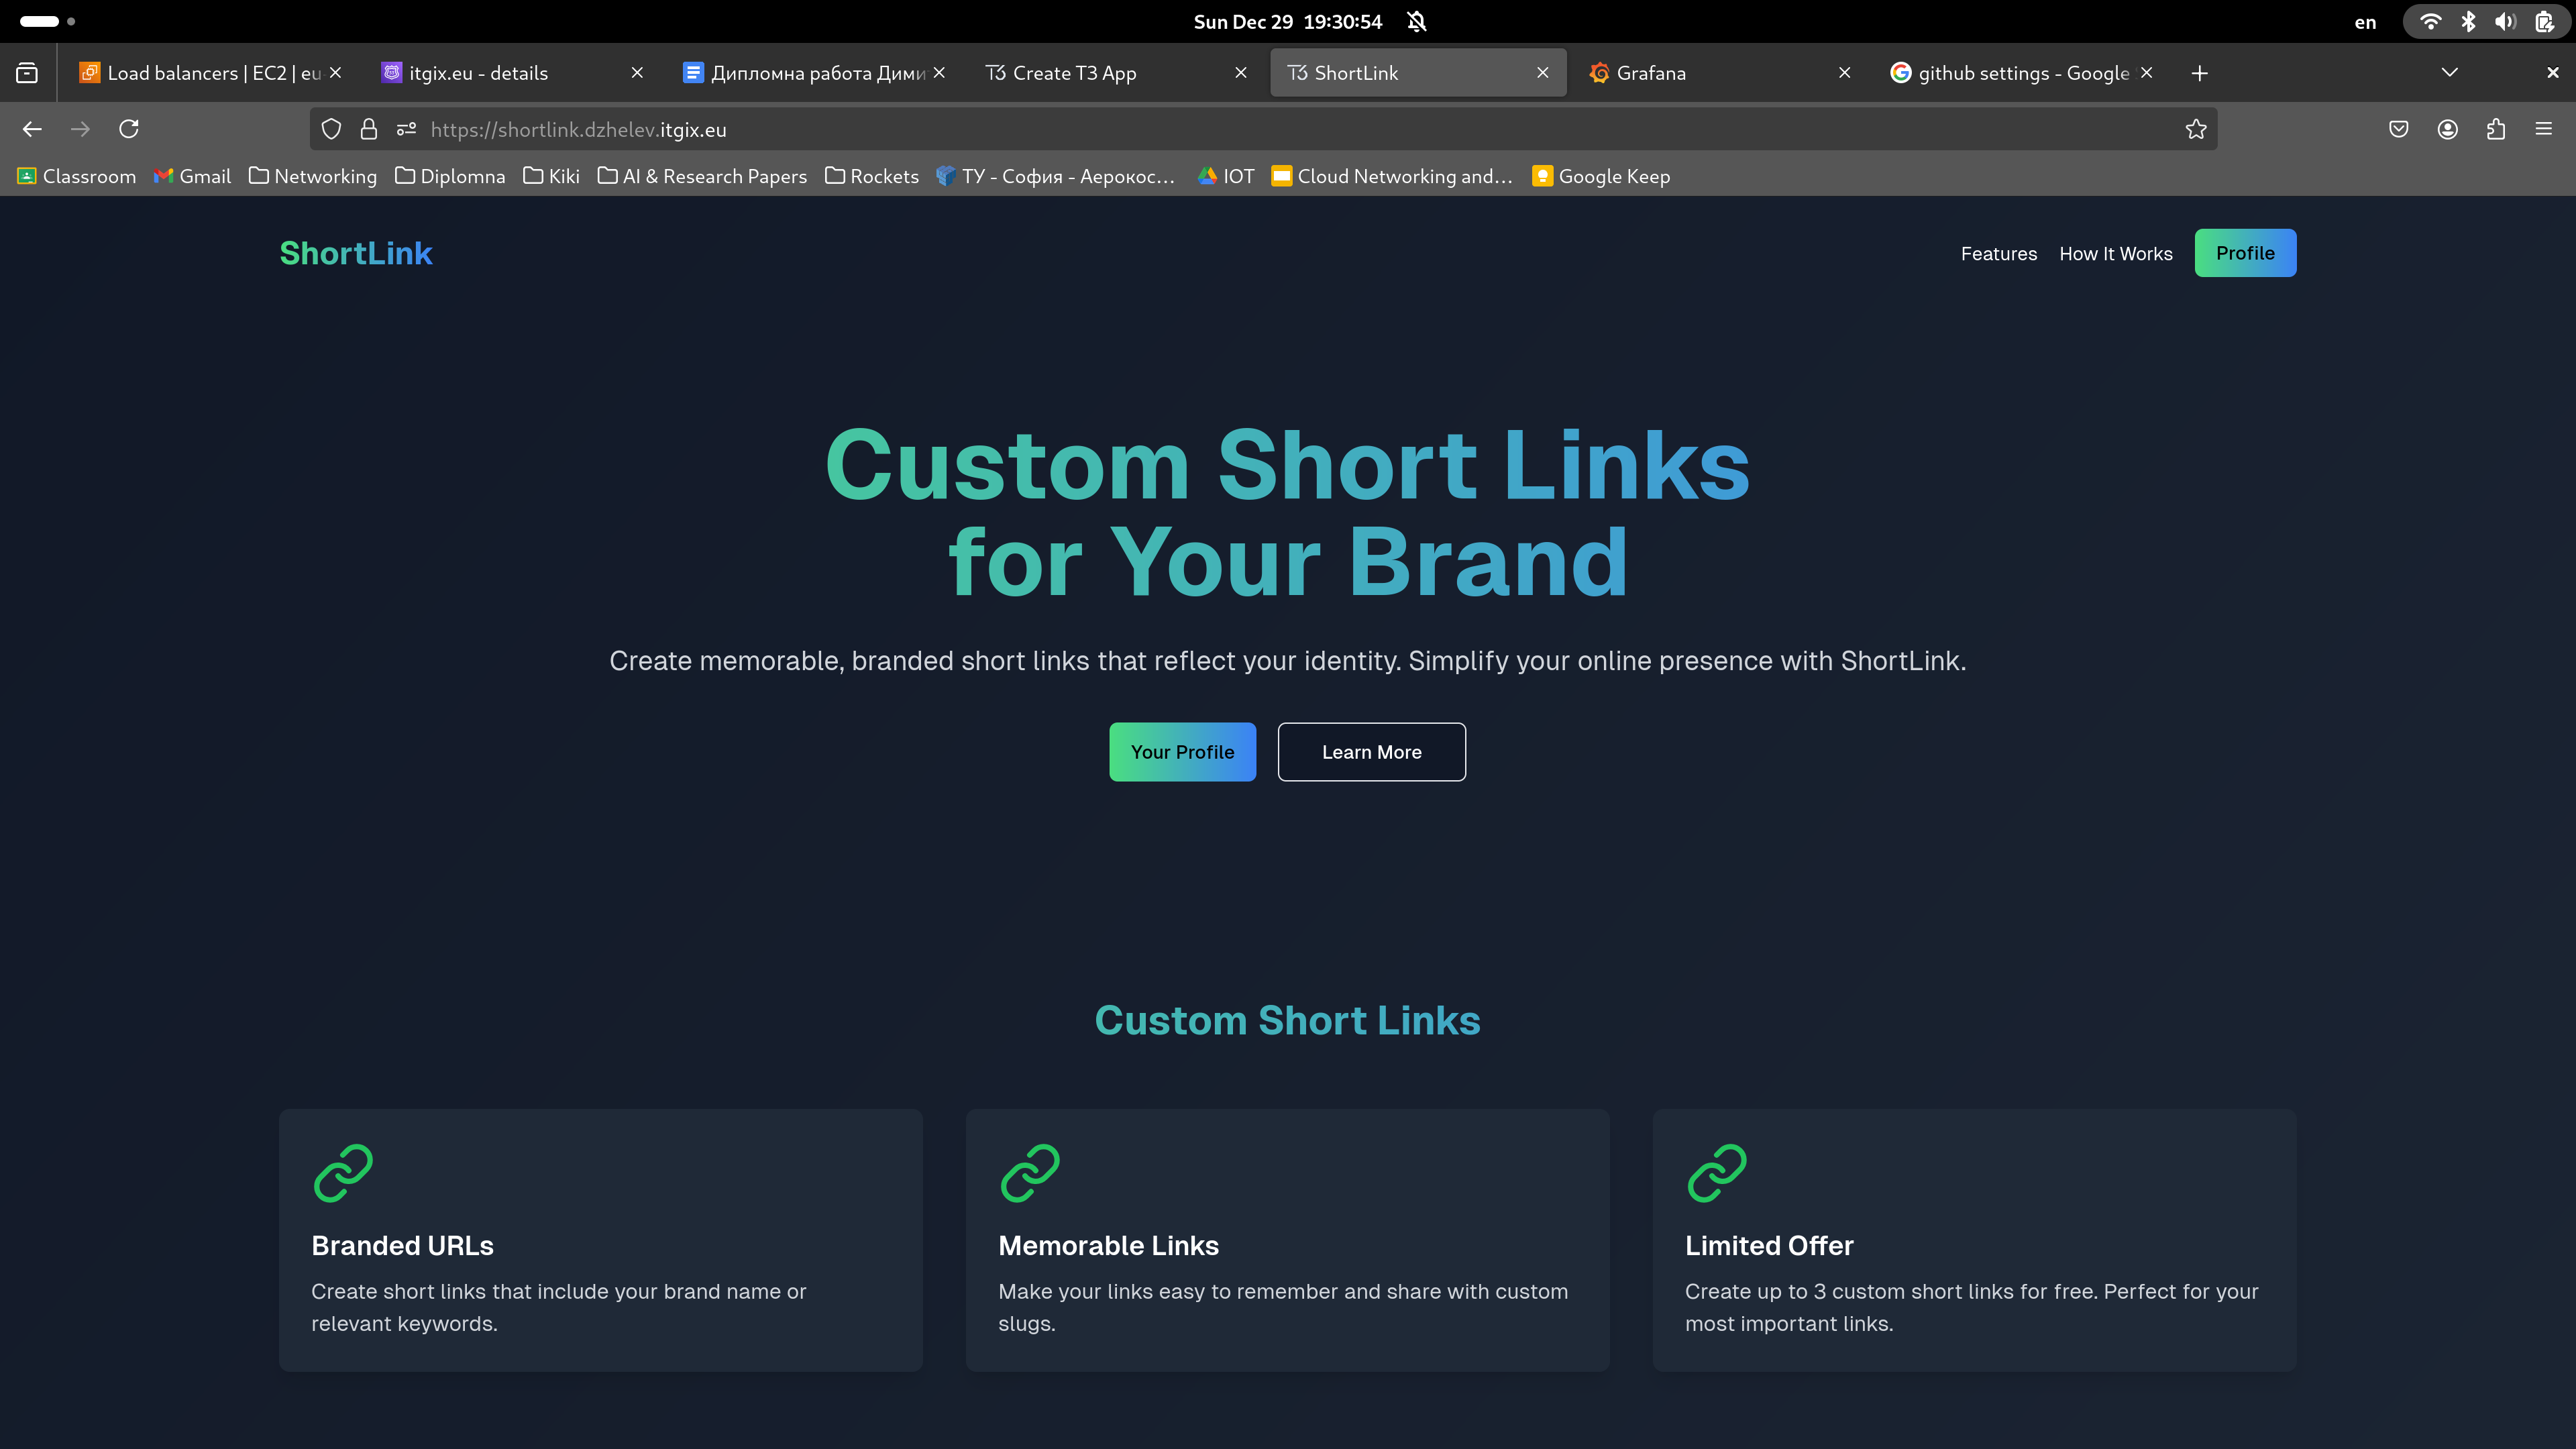 Sun Dec 29 19:30:54
en
Load balancers | EC2 | eu-
itgix.eu - details
Дипломна работа Дими
Create T3 App
ShortLink
Grafana
github settings - Google
https://shortlink.dzhelev.itgix.eu
Classroom
Gmail
Networking
Diplomna
Kiki
AI & Research Papers
Rockets
ТУ - София - Аерокос...
IOT
Cloud Networking and...
Google Keep
ShortLink
Features
How It Works
Profile
Custom Short Links
for Your Brand
Create memorable, branded short links that reflect your identity. Simplify your online presence with ShortLink.
Your Profile
Learn More
Custom Short Links
Branded URLs
Create short links that include your brand name or
relevant keywords.
Memorable Links
Make your links easy to remember and share with custom
slugs.
Limited Offer
Create up to 3 custom short links for free. Perfect for your
most important links.